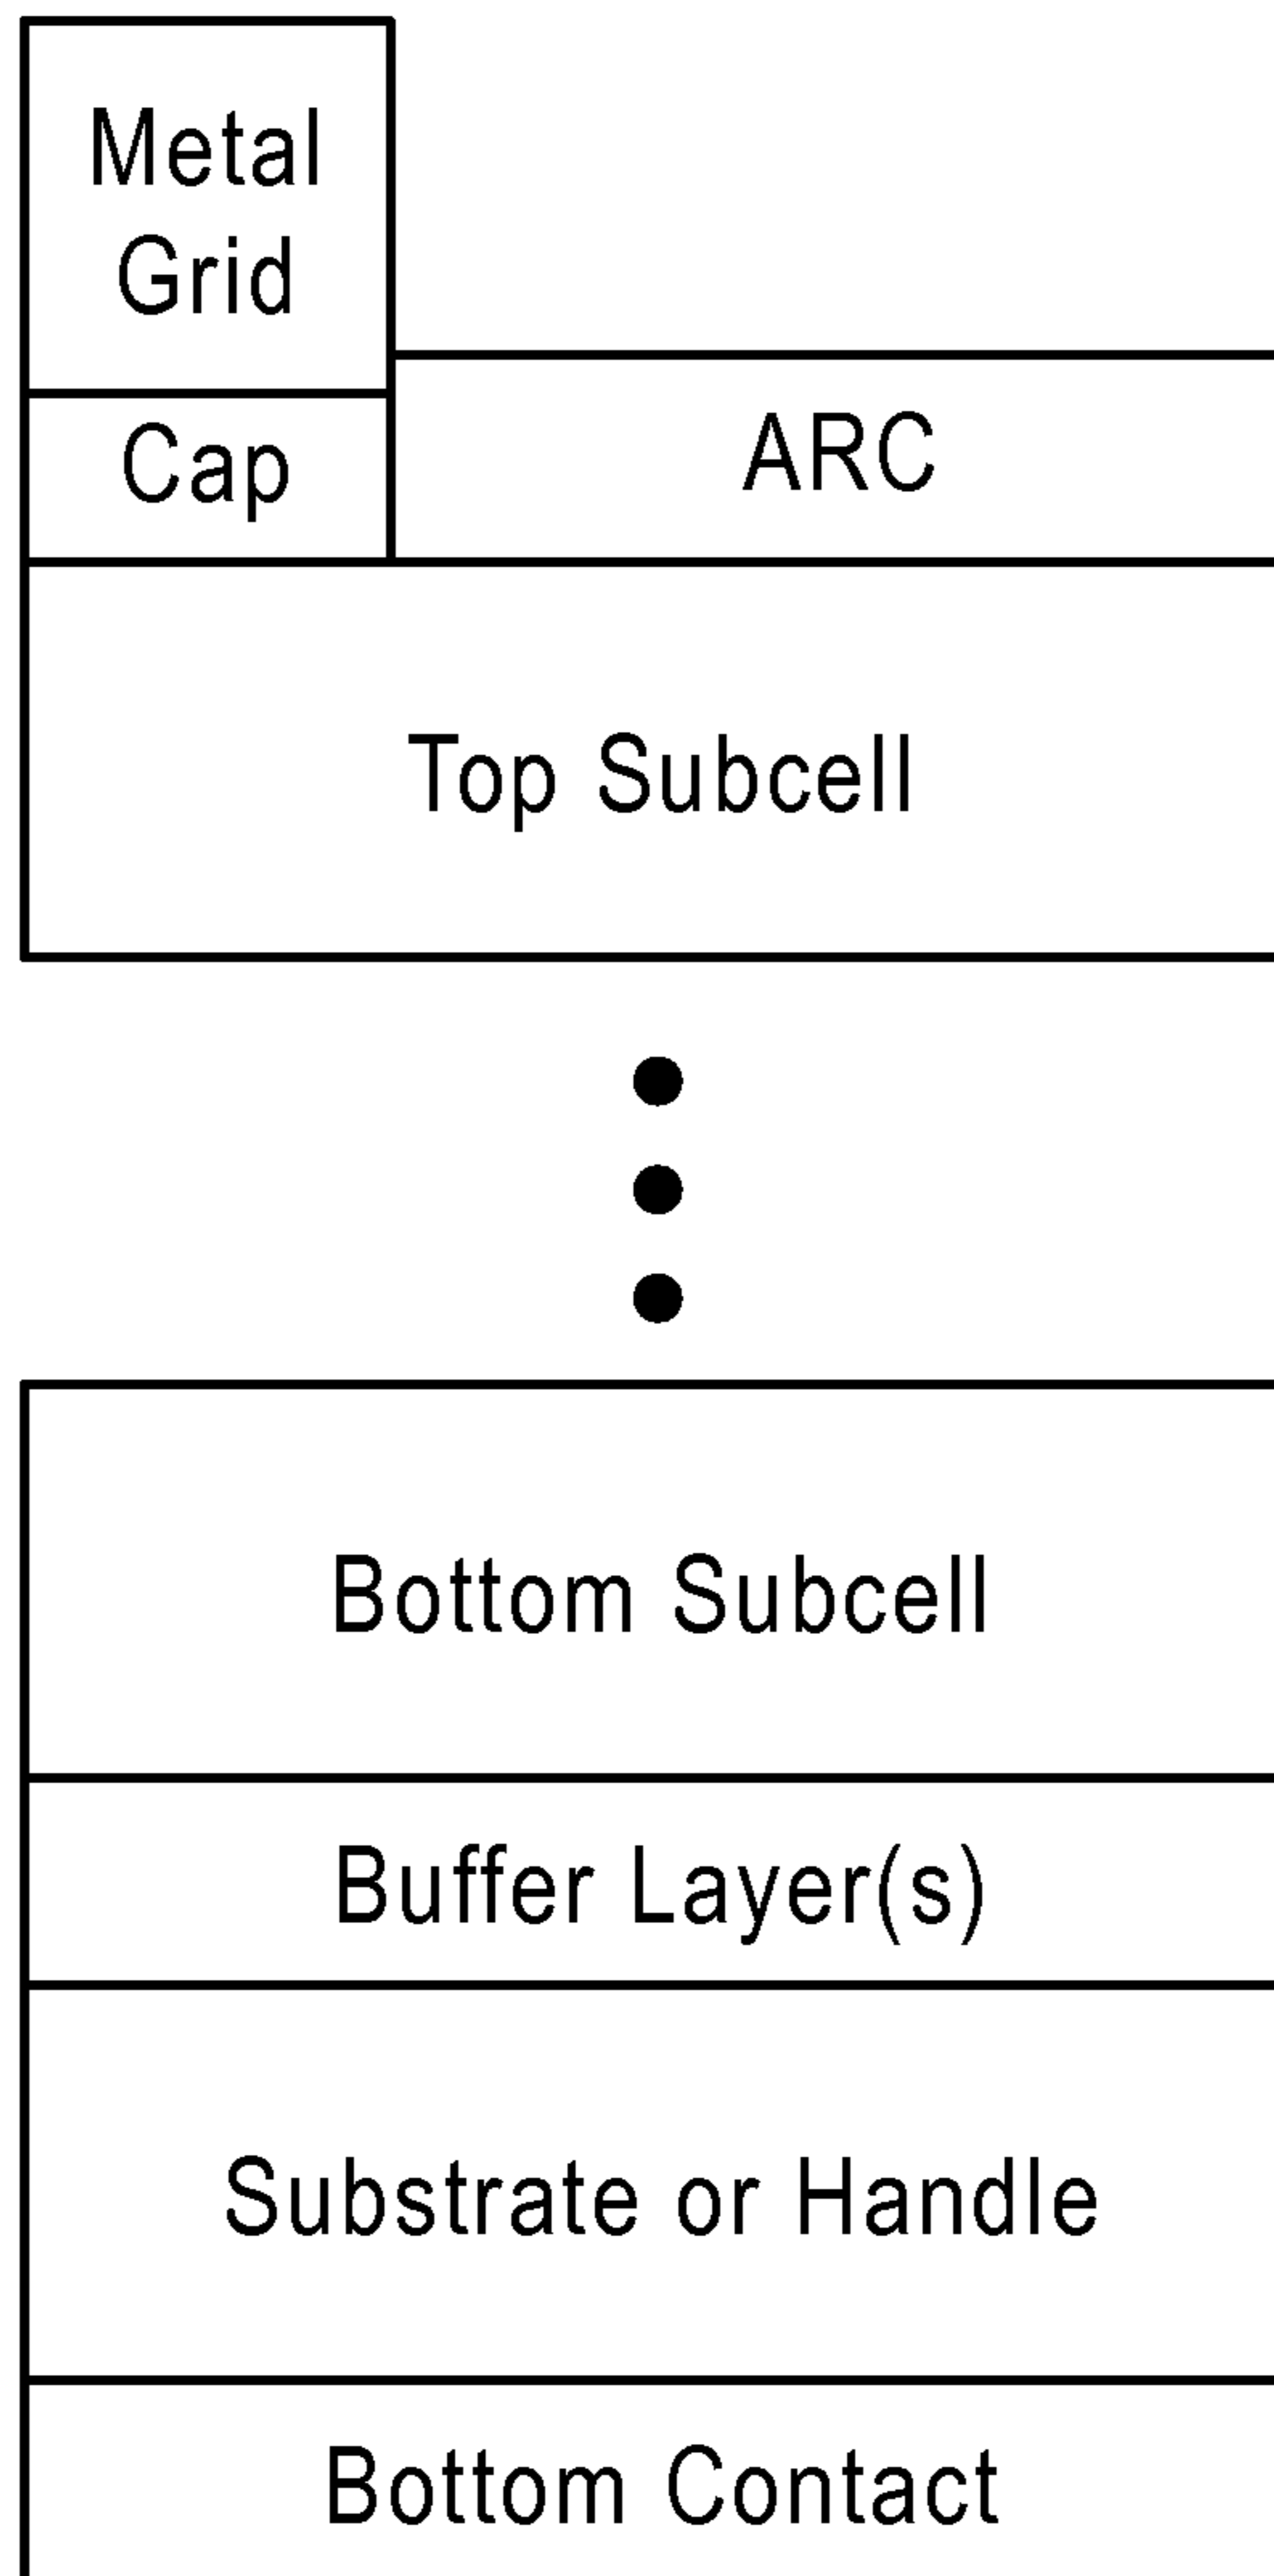 Metal
Grid
Cap
ARC
Top Subcell
Bottom Subcell
Buffer Layer(s)
Substrate or Handle
Bottom Contact